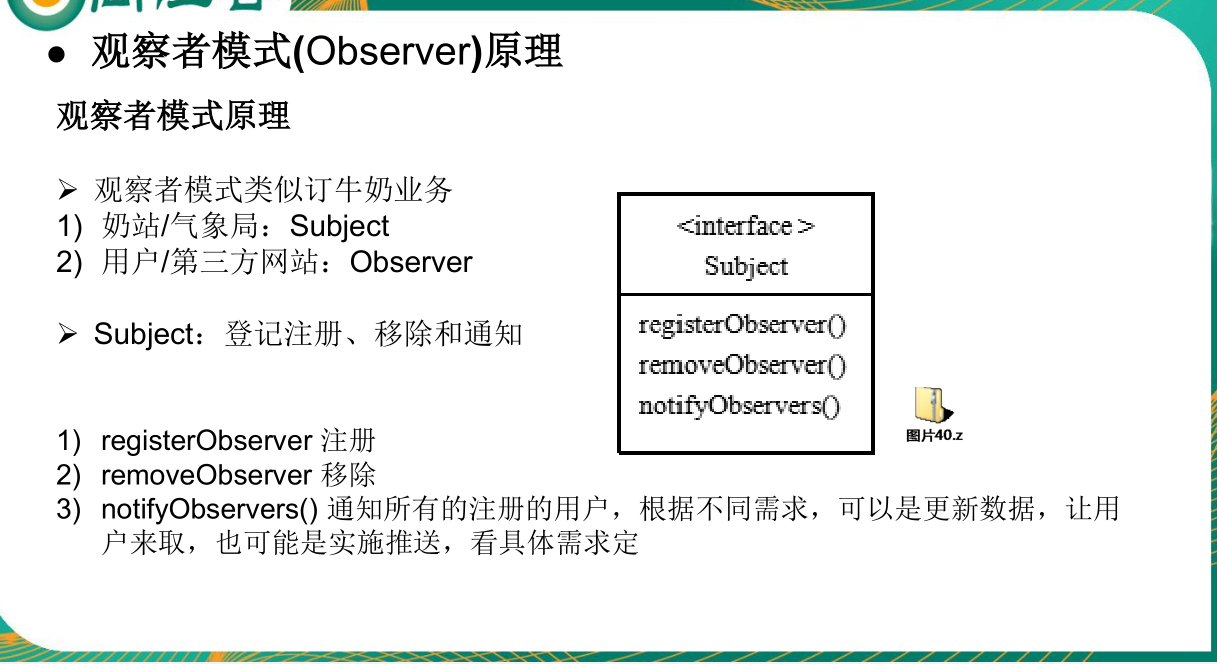 ● 观察者模式(Observer)原理
观察者模式原理
➢ 观察者模式类似订牛奶业务
1) 奶站/气象局：Subject
2) 用户/第三方网站：Observer
➢ Subject：登记注册、移除和通知
1) registerObserver 注册
2) removeObserver 移除
3) notifyObservers() 通知所有的注册的用户，根据不同需求，可以是更新数据，让用
户来取，也可能是实施推送，看具体需求定
<interface >
Subject
registerObserver()
removeObserver()
notifyObservers()
图片40.z